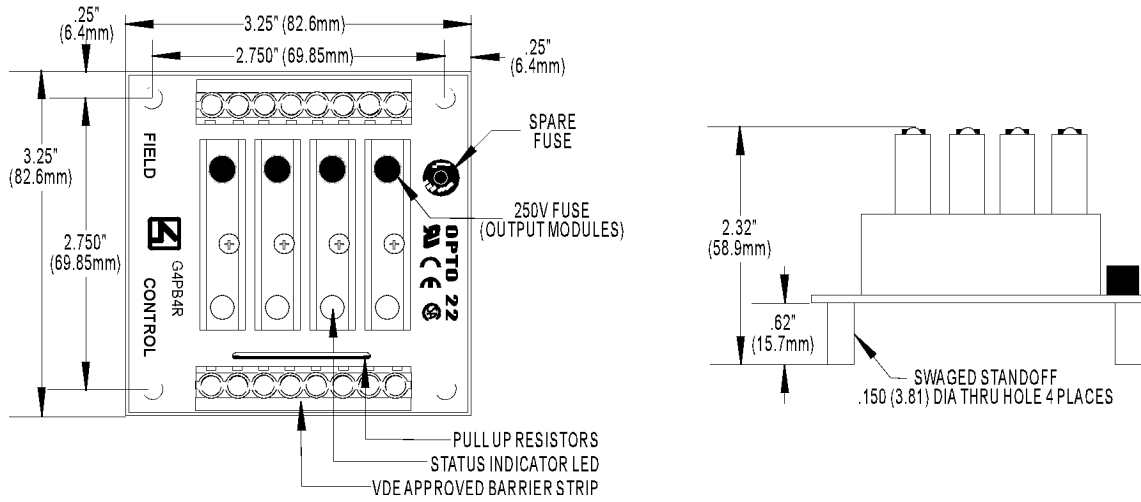 .25"
(6.4mm)
3.25" (82.6mm)
2.750" (69.85mm)
.25"
(6.4mm)
3.25"
(82.6mm)
2.750"
(69.85mm)
FIELD
CONTROL
G4PB4R
OPTO 22
SPARE
FUSE
250V FUSE
(OUTPUT MODULES)
PULL UP RESISTORS
STATUS INDICATOR LED
VDE APPROVED BARRIER STRIP
2.32"
(58.9mm)
.62"
(15.7mm)
SWAGED STANDOFF
.150 (3.81) DIA THRU HOLE 4 PLACES